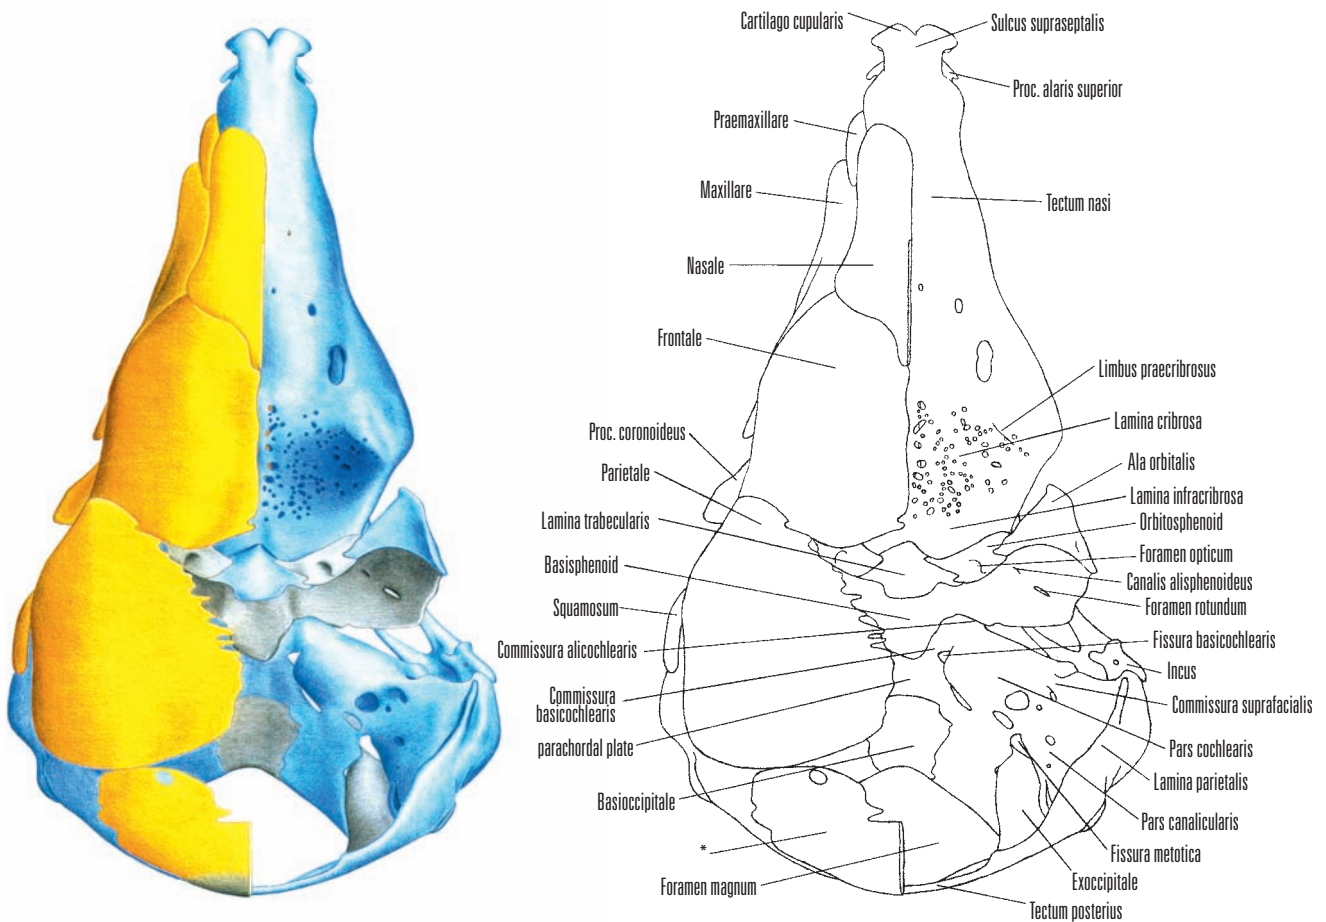 Cartilago cupularis
Sulcus supraseptalis
Proc. alaris superior
Praemaxillare
Maxillare
Tectum nasi
Nasale
Frontale
Limbus praecribrosus
Lamina cribrosa
Proc. coronoideus
Ala orbitalis
Parietale
Lamina infracribrosa
Lamina trabecularis
Orbitosphenoid
Foramen opticum
Basisphenoid
Canalis alisphenoideus
Squamosum
Foramen rotundum
Fissura basicochlearis
Commissura alicochlearis
Incus
Commissura
basicochlearis
Commissura suprafacialis
parachordal plate
Pars cochlearis
Lamina parietalis
Basioccipitale
Pars canalicularis
*
Fissura metotica
Foramen magnum
Exoccipitale
Tectum posterius